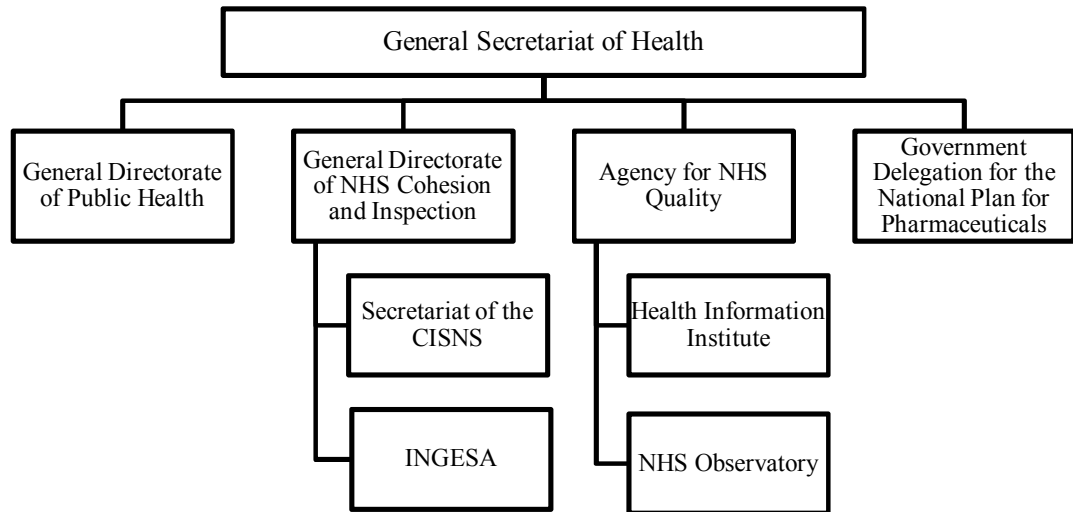 General Secretariat of Health
General Directorate
of Public Health
General Directorate
of NHS Cohesion
and Inspection
Agency for NHS
Quality
Government
Delegation for the
National Plan for
Pharmaceuticals
Secretariat of the
CISNS
Health Information
Institute
INGESA
NHS Observatory